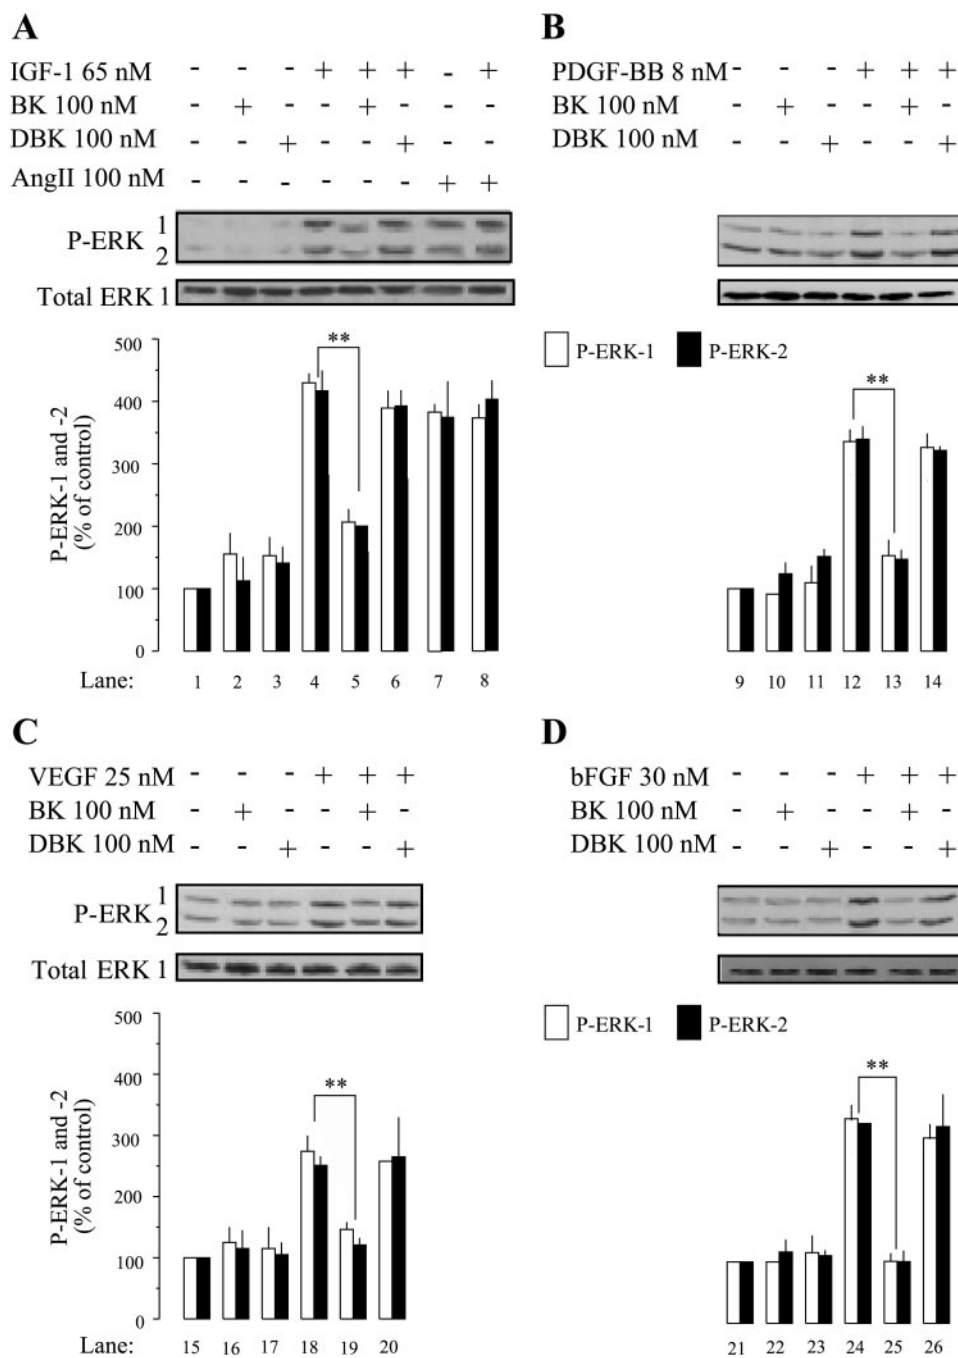 A
IGF-1 65 nM - - - + + + - +
BK 100 nM - + - - + - - -
DBK 100 nM - - + - - + - -
AngII 100 nM - - - - - - + +
P-ERK 1
2
Total ERK 1
500
400
300
200
100
0
P-ERK-1 and -2
(% of control)
**
Lane: 1 2 3 4 5 6 7 8
B
PDGF-BB 8 nM - - - + + +
BK 100 nM - + - - + -
DBK 100 nM - - + - - +
P-ERK-1 P-ERK-2
**
9 10 11 12 13 14
C
VEGF 25 nM - - - + + +
BK 100 nM - + - - + -
DBK 100 nM - - + - - +
P-ERK 1
2
Total ERK 1
500
400
300
200
100
0
P-ERK-1 and -2
(% of control)
**
Lane: 15 16 17 18 19 20
D
bFGF 30 nM - - - + + +
BK 100 nM - + - - + -
DBK 100 nM - - + - - +
P-ERK-1 P-ERK-2
**
21 22 23 24 25 26